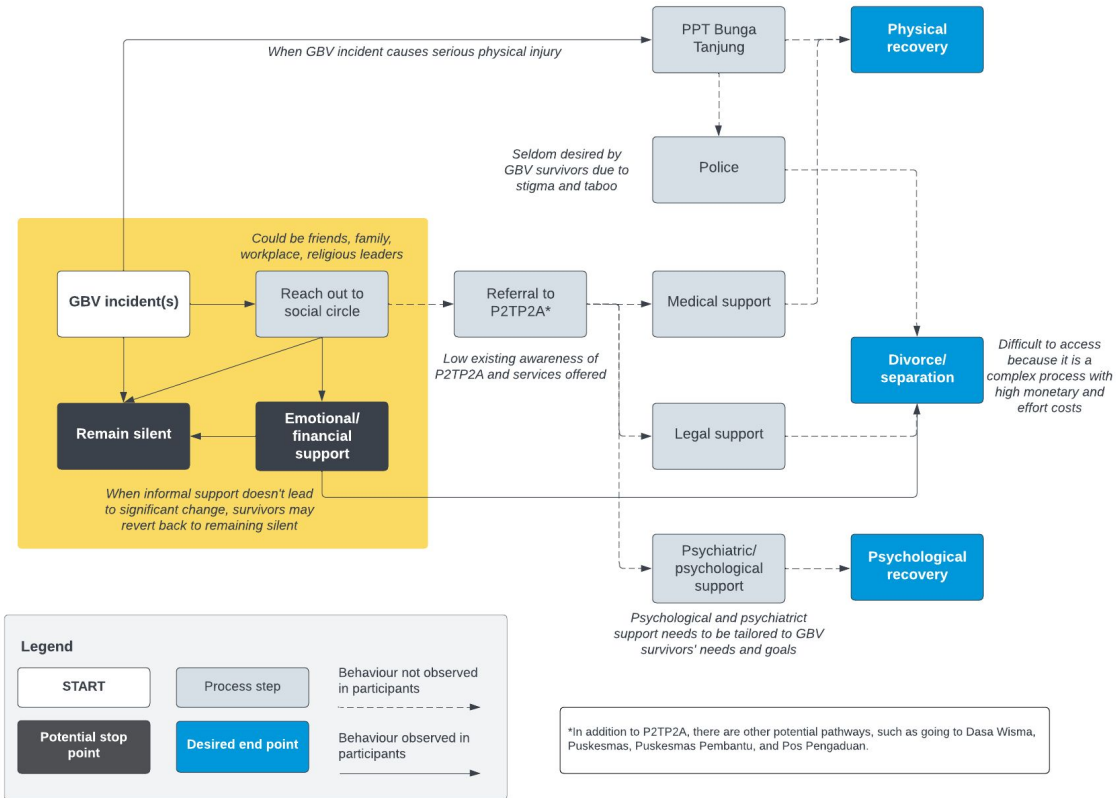 When GBV incident causes serious physical injury
PPT Bunga
Tanjung
Physical
recovery
Seldom desired by
GBV survivors due to
stigma and taboo
Police
Could be friends, family,
workplace, religious leaders
GBV incident(s)
Reach out to
social circle
Referral to
P2TP2A*
Medical support
Low existing awareness of
P2TP2A and services offered
Divorce/
separation
Difficult to access
because it is a
complex process with
high monetary and
effort costs
Remain silent
Emotional/
financial
support
Legal support
When informal support doesn't lead
to significant change, survivors may
revert back to remaining silent
Psychiatric/
psychological
support
Psychological
recovery
Psychological and psychiatrict
support needs to be tailored to GBV
survivors' needs and goals
Legend
START
Process step
Behaviour not observed
in participants
Potential stop
point
Desired end point
Behaviour observed in
participants
*In addition to P2TP2A, there are other potential pathways, such as going to Dasa Wisma,
Puskesmas, Puskesmas Pembantu, and Pos Pengaduan.